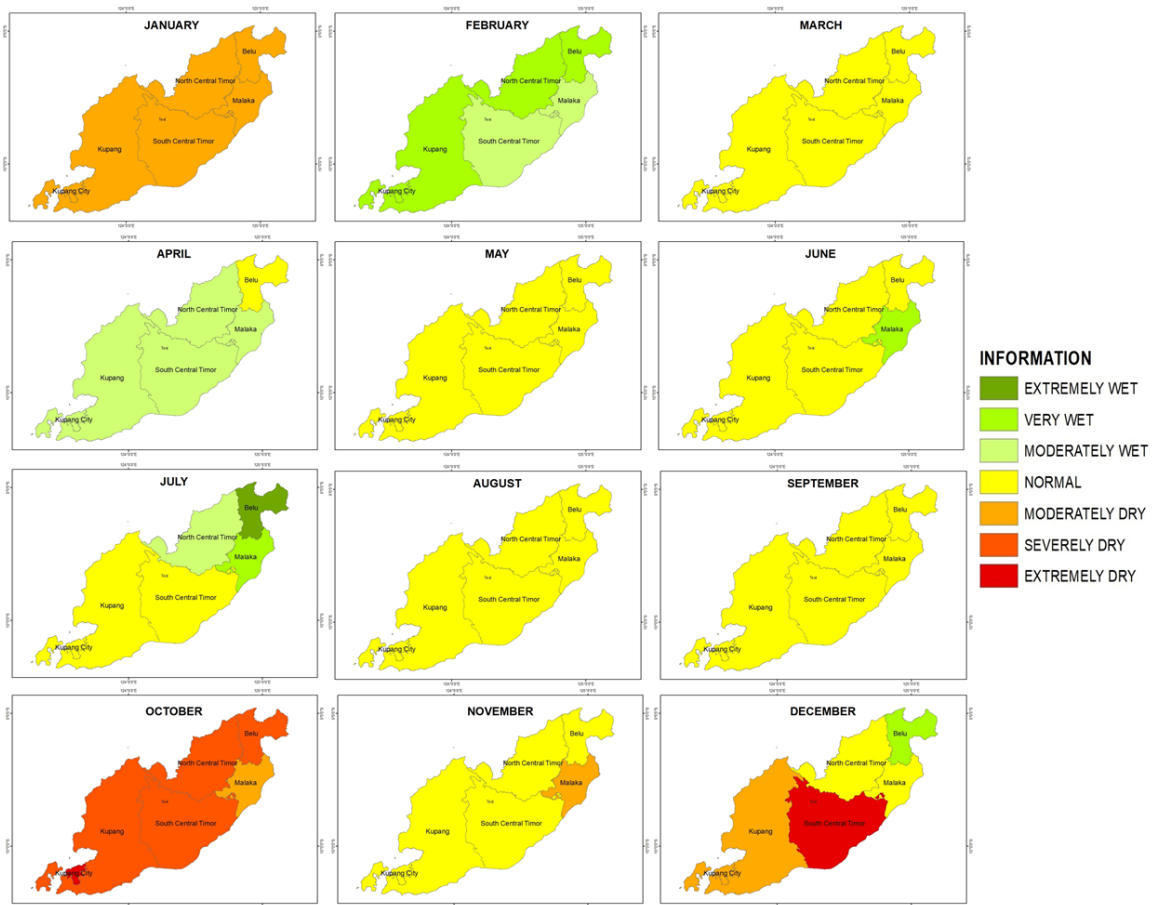 JANUARY
Belu
North Central Timor
Malaka
South Central Timor
Kupang
Kupang City
FEBRUARY
Belu
North Central Timor
Malaka
South Central Timor
Kupang
Kupang City
MARCH
Belu
North Central Timor
Malaka
South Central Timor
Kupang
Kupang City
APRIL
Belu
North Central Timor
Malaka
South Central Timor
Kupang
Kupang City
MAY
Belu
North Central Timor
Malaka
South Central Timor
Kupang
Kupang City
JUNE
Belu
North Central Timor
Malaka
South Central Timor
Kupang
Kupang City
JULY
Belu
North Central Timor
Malaka
South Central Timor
Kupang
Kupang City
AUGUST
Belu
North Central Timor
Malaka
South Central Timor
Kupang
Kupang City
SEPTEMBER
Belu
North Central Timor
Malaka
South Central Timor
Kupang
Kupang City
OCTOBER
Belu
North Central Timor
Malaka
South Central Timor
Kupang
Kupang City
NOVEMBER
Belu
North Central Timor
Malaka
South Central Timor
Kupang
Kupang City
DECEMBER
Belu
North Central Timor
Malaka
South Central Timor
Kupang
Kupang City
INFORMATION
EXTREMELY WET
VERY WET
MODERATELY WET
NORMAL
MODERATELY DRY
SEVERELY DRY
EXTREMELY DRY